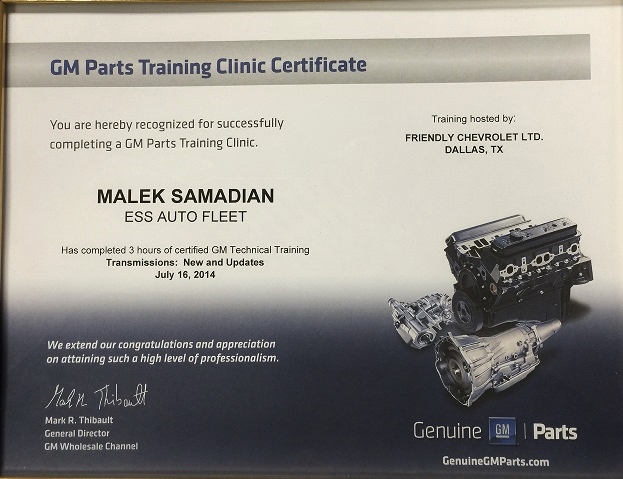 GM Parts Training Clinic Certificate
You are hereby recognized for successfully
completing a GM Parts Training Clinic.
Training hosted by:
FRIENDLY CHEVROLET LTD.
DALLAS, TX
MALEK SAMADIAN
ESS AUTO FLEET
Has completed 3 hours of certified GM Technical Training
Transmissions: New and Updates
July 16, 2014
We extend our congratulations and appreciation
on attaining such a high level of professionalism.
Mark R. Thibault
Mark R. Thibault
General Director
GM Wholesale Channel
Genuine GM | Parts
GenuineGMParts.com